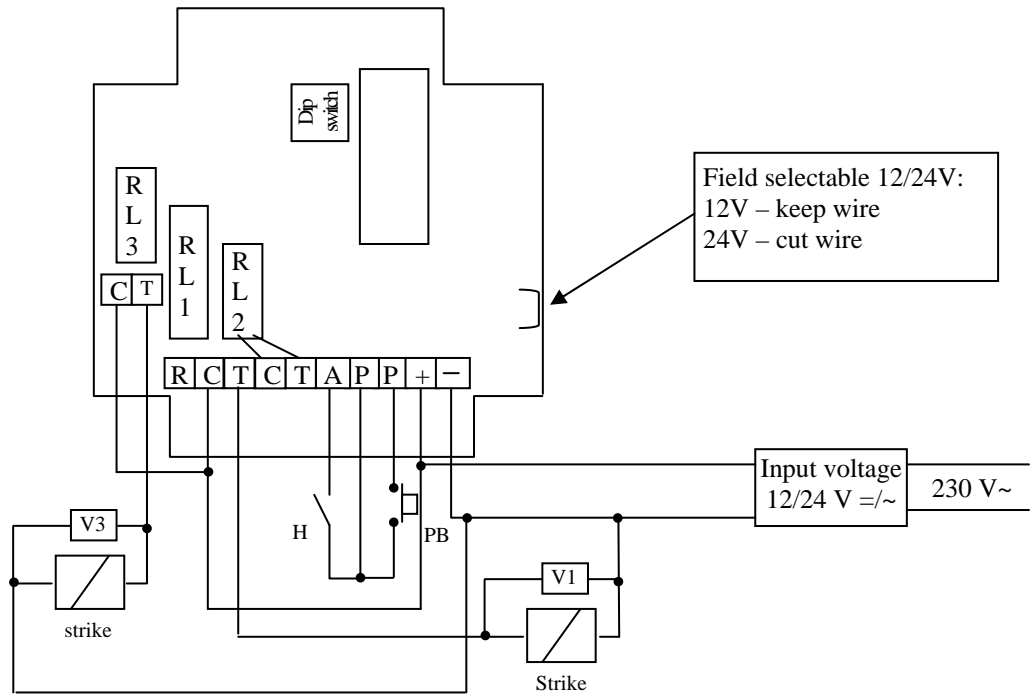 Dip
switch
R
L
3
R
L
1
R
L
2
C T
R C T C T A P P + −
Field selectable 12/24V:
12V – keep wire
24V – cut wire
Input voltage
12/24 V =/~
230 V~
H
PB
V3
strike
V1
Strike